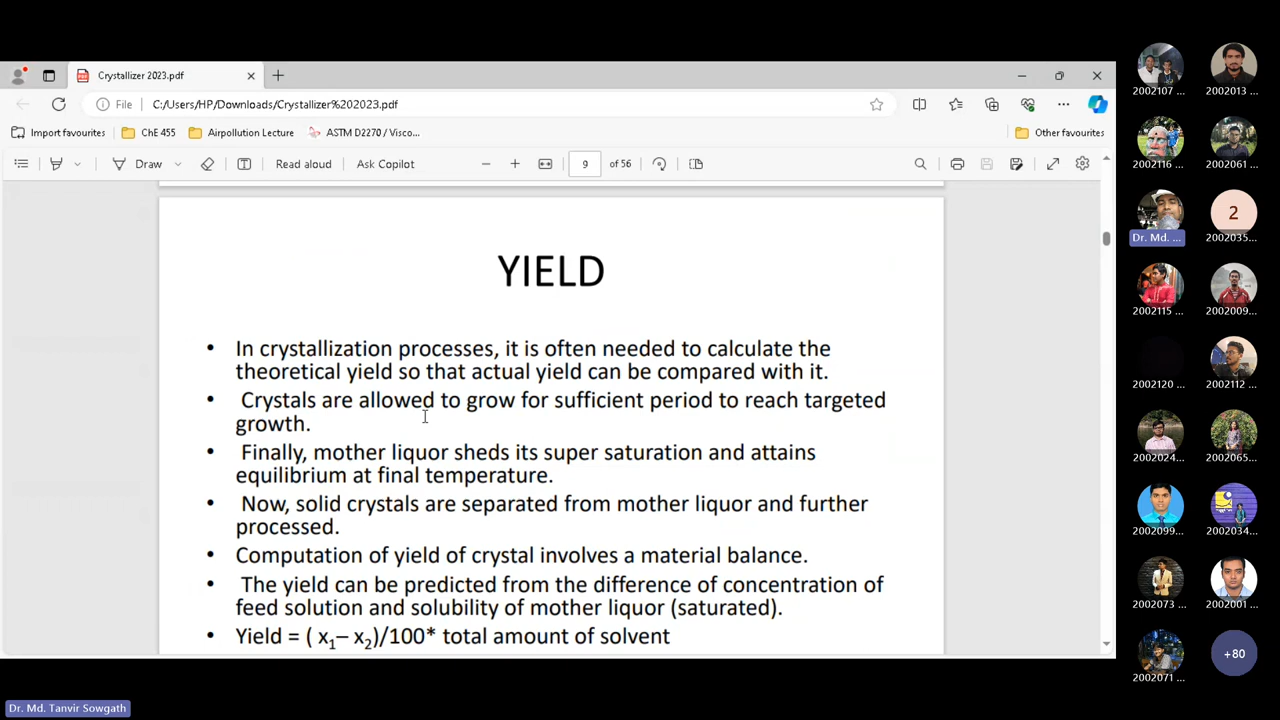 Crystallizer 2023.pdf
File C:/Users/HP/Downloads/Crystallizer%202023.pdf
Import favourites ChE 455 Airpollution Lecture ASTM D2270 / Visco... Other favourites
Draw Read aloud Ask Copilot 9 of 56
YIELD
• In crystallization processes, it is often needed to calculate the
theoretical yield so that actual yield can be compared with it.
• Crystals are allowed to grow for sufficient period to reach targeted
growth.
• Finally, mother liquor sheds its super saturation and attains
equilibrium at final temperature.
• Now, solid crystals are separated from mother liquor and further
processed.
• Computation of yield of crystal involves a material balance.
• The yield can be predicted from the difference of concentration of
feed solution and solubility of mother liquor (saturated).
• Yield = ( x1– x2)/100* total amount of solvent
2002107 ... 2002013 ...
2002116 ... 2002061 ...
2
Dr. Md. ... 2002035...
2002115 ... 2002009...
2002120 ... 2002112 ...
2002024... 2002065...
2002099... 2002034...
2002073 ... 2002001 ...
2002071 ... +80
Dr. Md. Tanvir Sowgath